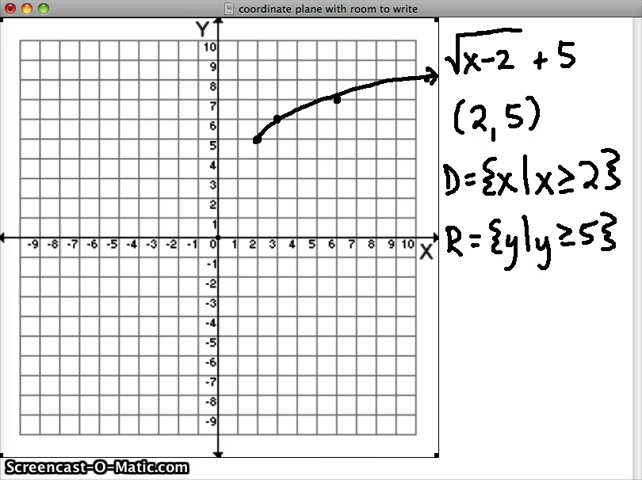 coordinate plane with room to write
Y
10
9
8
7
6
5
4
3
2
1
-9 -8 -7 -6 -5 -4 -3 -2 -1 0 1 2 3 4 5 6 7 8 9 10
X
-1
-2
-3
-4
-5
-6
-7
-8
-9
√x-2 + 5
(2,5)
D={x|x≥2}
R={y|y≥5}
Screencast-O-Matic.com